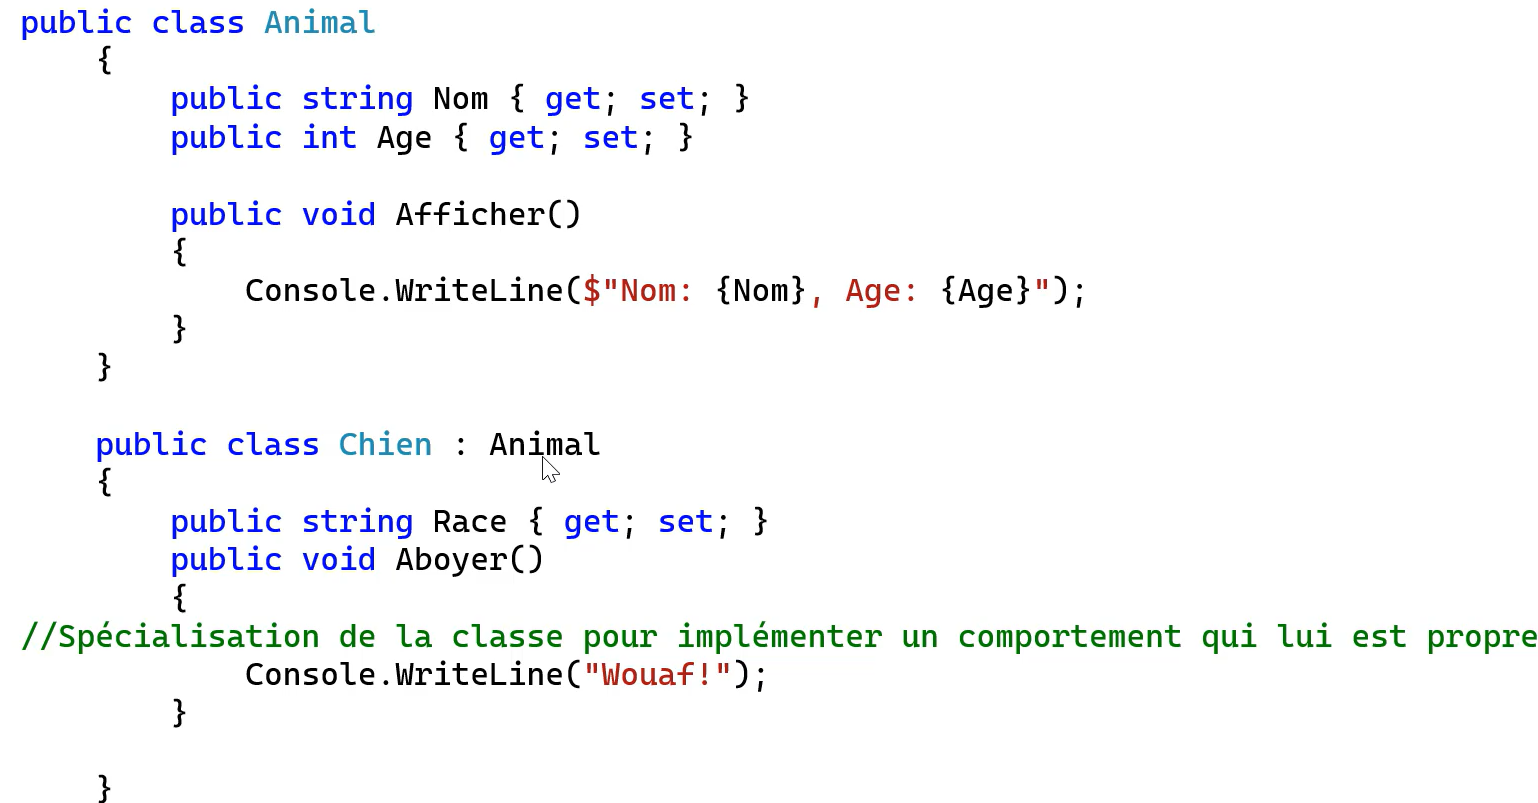 public class Animal
{
public string Nom { get; set; }
public int Age { get; set; }
public void Afficher()
{
Console.WriteLine($"Nom: {Nom}, Age: {Age}");
}
}
public class Chien : Animal
{
public string Race { get; set; }
public void Aboyer()
{
//Spécialisation de la classe pour implémenter un comportement qui lui est propre
Console.WriteLine("Wouaf!");
}
}